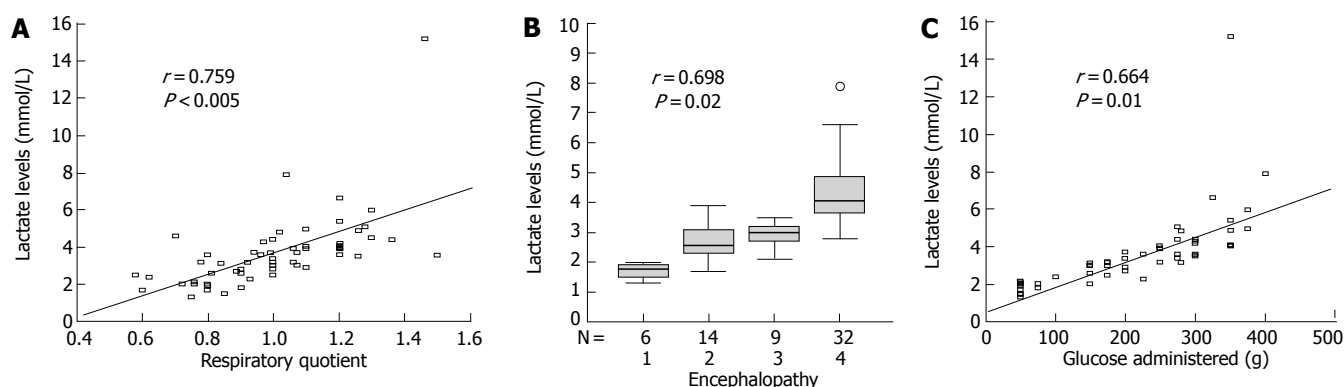 A
Lactate levels (mmol/L)
16
14
12
10
8
6
4
2
0
r = 0.759
P < 0.005
0.4 0.6 0.8 1.0 1.2 1.4 1.6
Respiratory quotient
B
Lactate levels (mmol/L)
10
9
8
7
6
5
4
3
2
1
0
r = 0.698
P = 0.02
N = 6 14 9 32
1 2 3 4
Encephalopathy
C
Lactate levels (mmol/L)
16
14
12
10
8
6
4
2
0
r = 0.664
P = 0.01
0 100 200 300 400 500
Glucose administered (g)